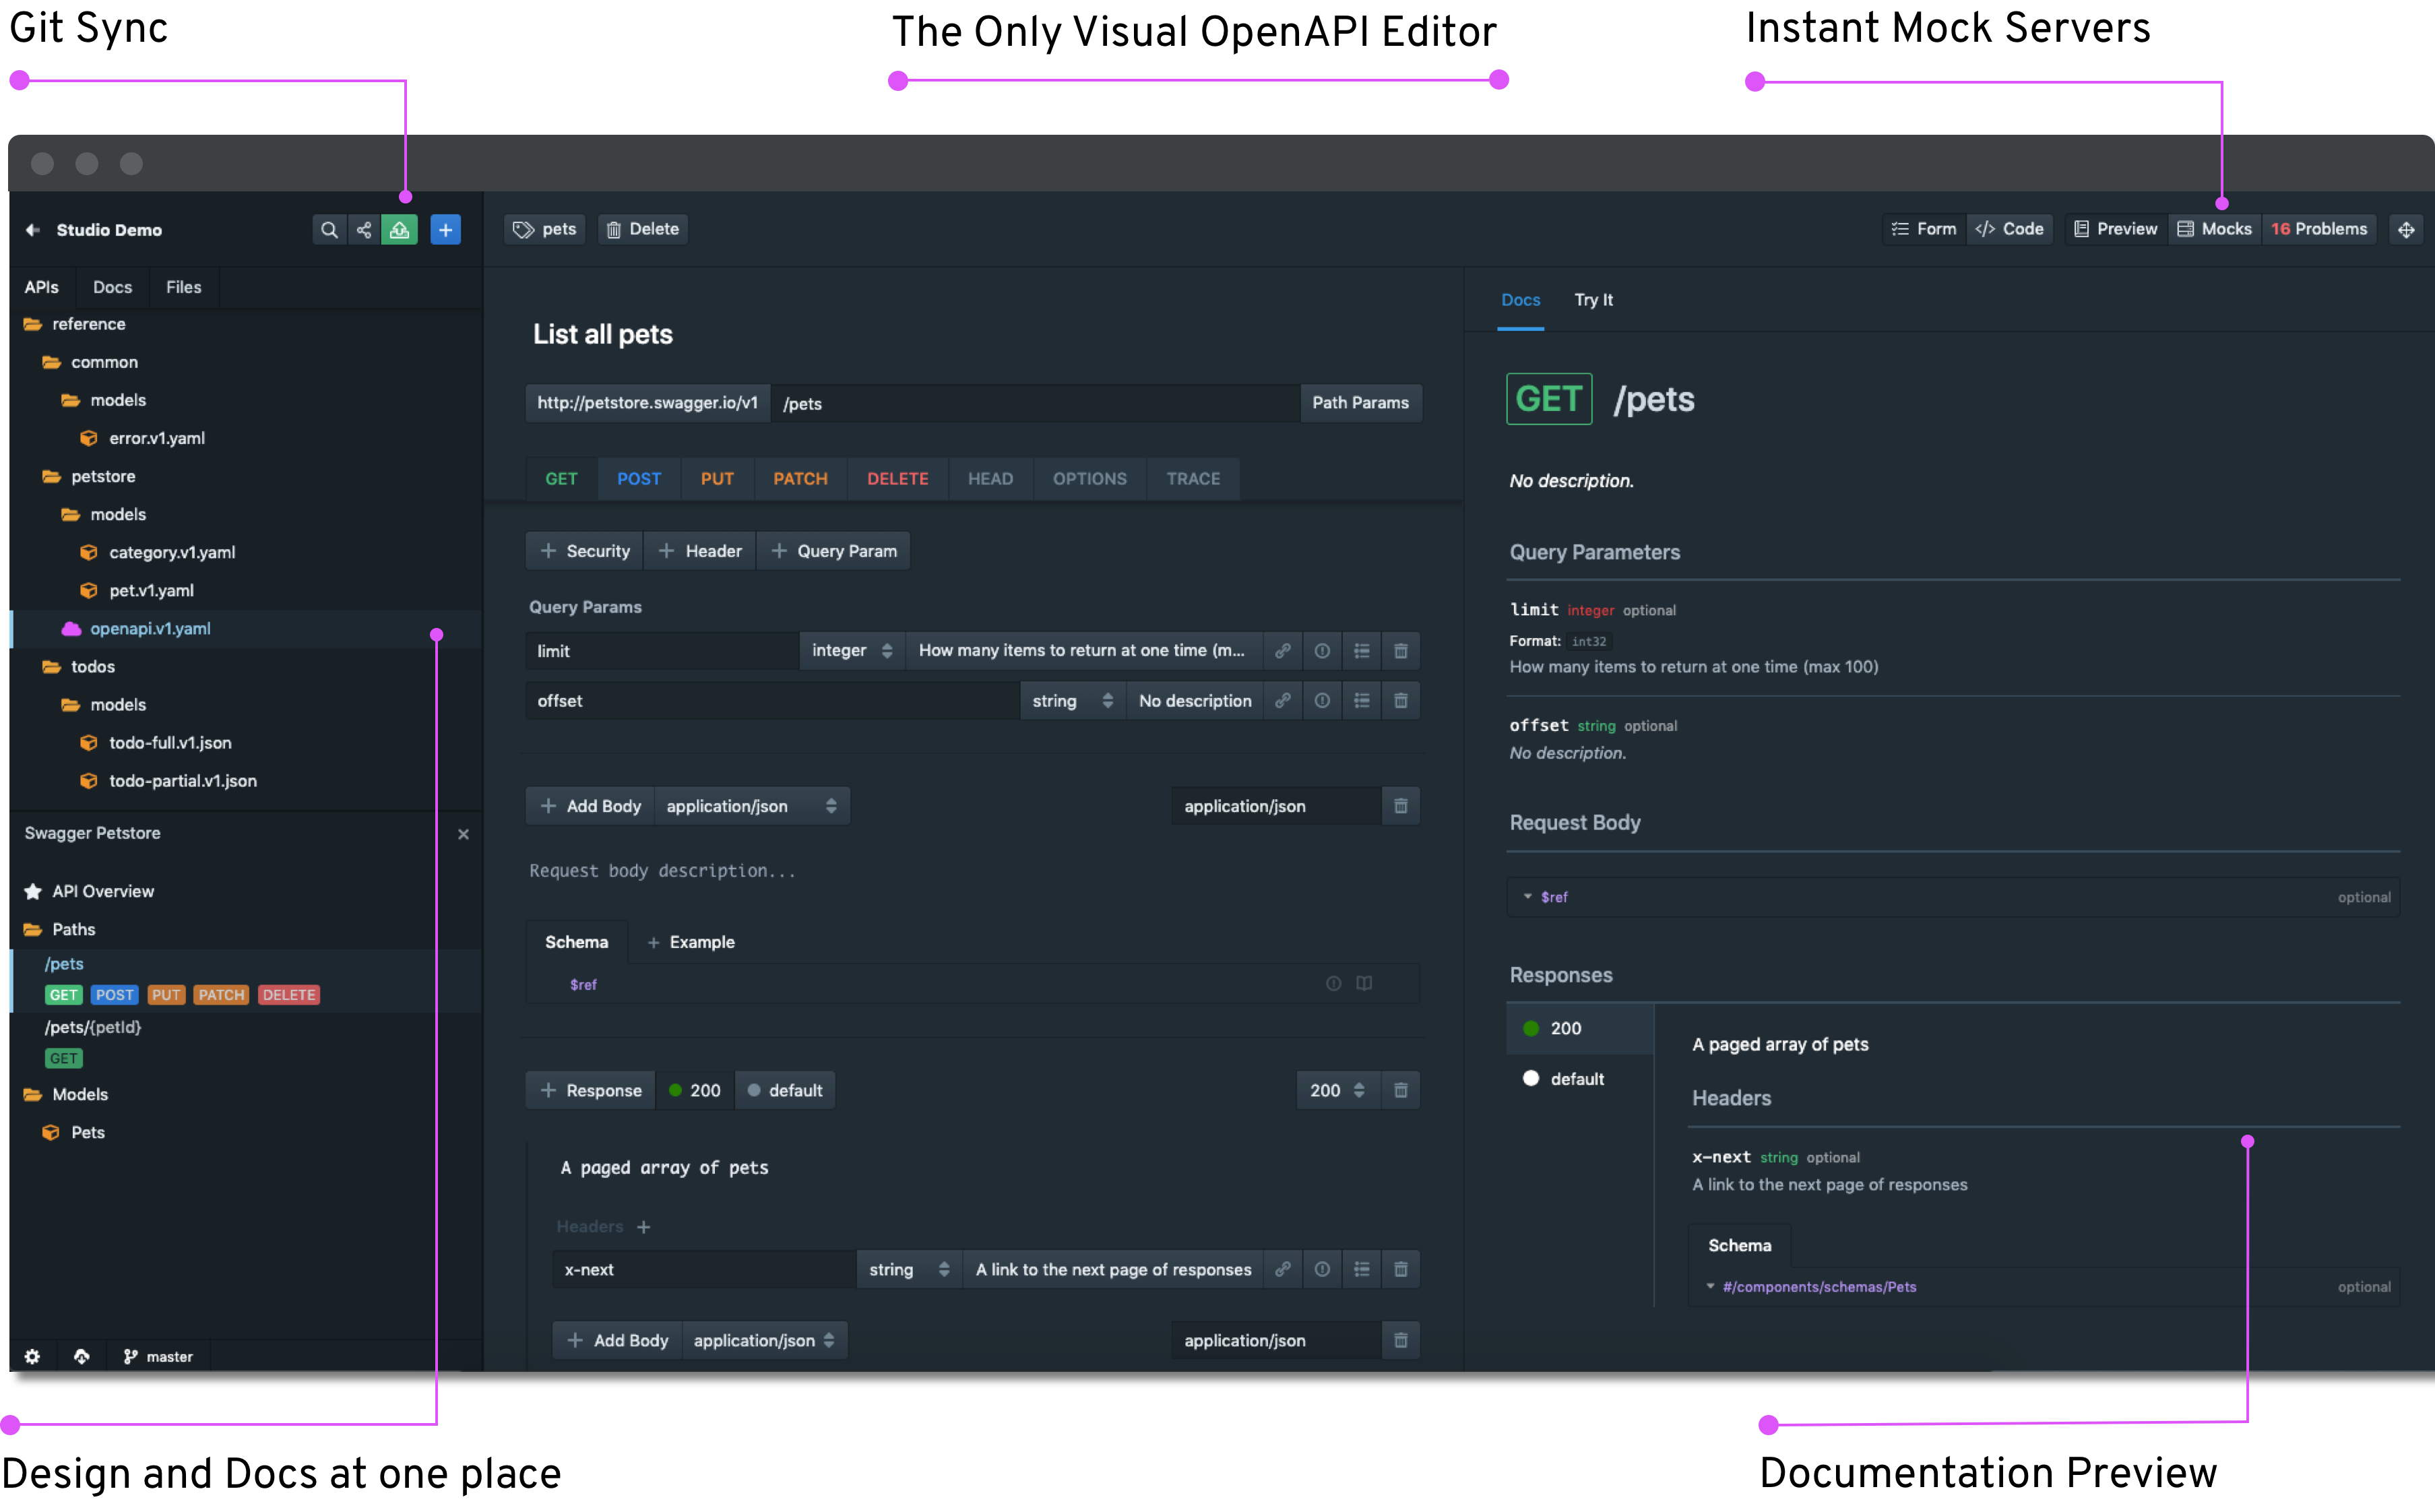 Git Sync
The Only Visual OpenAPI Editor
Instant Mock Servers
Studio Demo
pets
Delete
Form
Code
Preview
Mocks
16 Problems
APIs
Docs
Files
reference
common
models
error.v1.yaml
petstore
models
category.v1.yaml
pet.v1.yaml
openapi.v1.yaml
todos
models
todo-full.v1.json
todo-partial.v1.json
Swagger Petstore
API Overview
Paths
/pets
GET POST PUT PATCH DELETE
/pets/{petId}
GET
Models
Pets
master
List all pets
http://petstore.swagger.io/v1 /pets Path Params
GET POST PUT PATCH DELETE HEAD OPTIONS TRACE
Security Header Query Param
Query Params
limit integer How many items to return at one time (m...
offset string No description
Add Body application/json application/json
Request body description...
Schema Example
$ref
Response 200 default 200
A paged array of pets
Headers
x-next string A link to the next page of responses
Add Body application/json application/json
Docs Try It
GET /pets
No description.
Query Parameters
limit integer optional
Format: int32
How many items to return at one time (max 100)
offset string optional
No description.
Request Body
$ref optional
Responses
200
default
A paged array of pets
Headers
x-next string optional
A link to the next page of responses
Schema
#/components/schemas/Pets optional
Design and Docs at one place
Documentation Preview